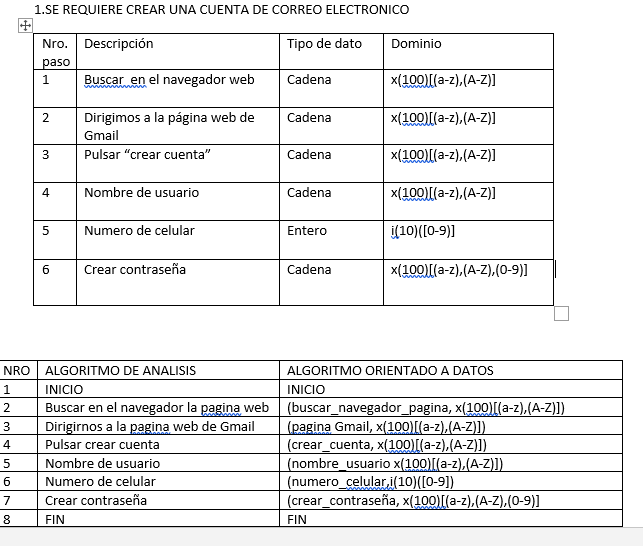 1.SE REQUIERE CREAR UNA CUENTA DE CORREO ELECTRONICO
Nro. paso Descripción Tipo de dato Dominio
1 Buscar en el navegador web Cadena x(100)[(a-z),(A-Z)]
2 Dirigimos a la página web de Gmail Cadena x(100)[(a-z),(A-Z)]
3 Pulsar “crear cuenta” Cadena x(100)[(a-z),(A-Z)]
4 Nombre de usuario Cadena x(100)[(a-z),(A-Z)]
5 Numero de celular Entero i(10)([0-9)]
6 Crear contraseña Cadena x(100)[(a-z),(A-Z),(0-9)]
NRO ALGORITMO DE ANALISIS ALGORITMO ORIENTADO A DATOS
1 INICIO INICIO
2 Buscar en el navegador la pagina web (buscar_navegador_pagina, x(100)[(a-z),(A-Z)])
3 Dirigirnos a la pagina web de Gmail (pagina Gmail, x(100)[(a-z),(A-Z)])
4 Pulsar crear cuenta (crear_cuenta, x(100)[(a-z),(A-Z)])
5 Nombre de usuario (nombre_usuario x(100)[(a-z),(A-Z)])
6 Numero de celular (numero_celular,i(10)([0-9])
7 Crear contraseña (crear_contraseña, x(100)[(a-z),(A-Z),(0-9)]
8 FIN FIN